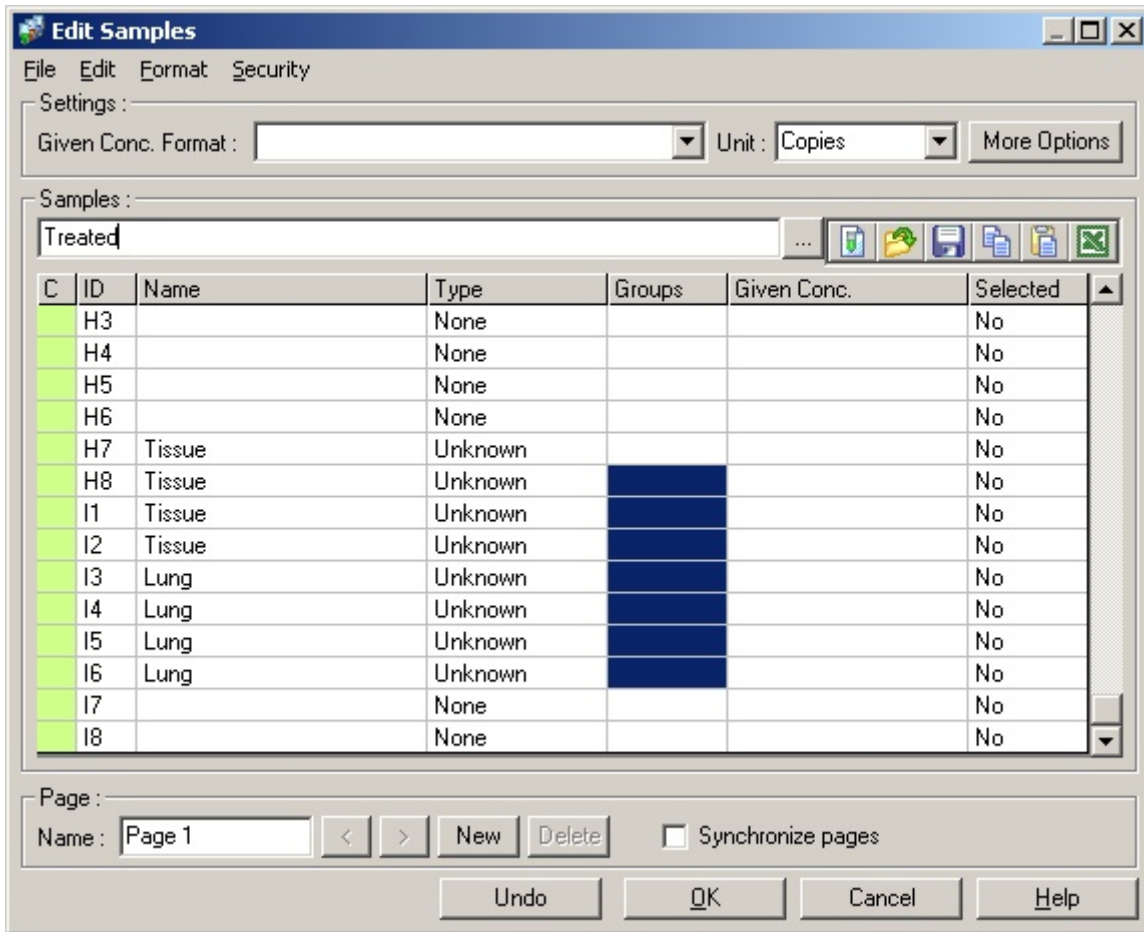 Edit Samples
File Edit Format Security
Settings :
Given Conc. Format : Unit : Copies More Options
Samples :
Treated ...
C ID Name Type Groups Given Conc. Selected
H3 None No
H4 None No
H5 None No
H6 None No
H7 Tissue Unknown No
H8 Tissue Unknown No
I1 Tissue Unknown No
I2 Tissue Unknown No
I3 Lung Unknown No
I4 Lung Unknown No
I5 Lung Unknown No
I6 Lung Unknown No
I7 None No
I8 None No
Page :
Name : Page 1 < > New Delete Synchronize pages
Undo OK Cancel Help